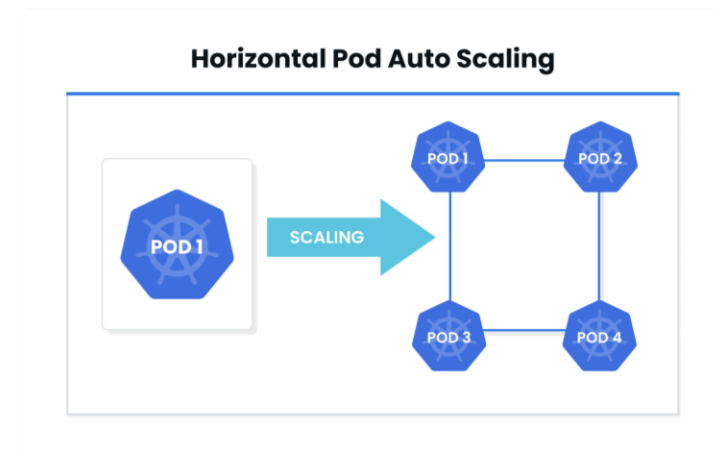 Horizontal Pod Auto Scaling
POD 1
SCALING
POD 1
POD 2
POD 3
POD 4